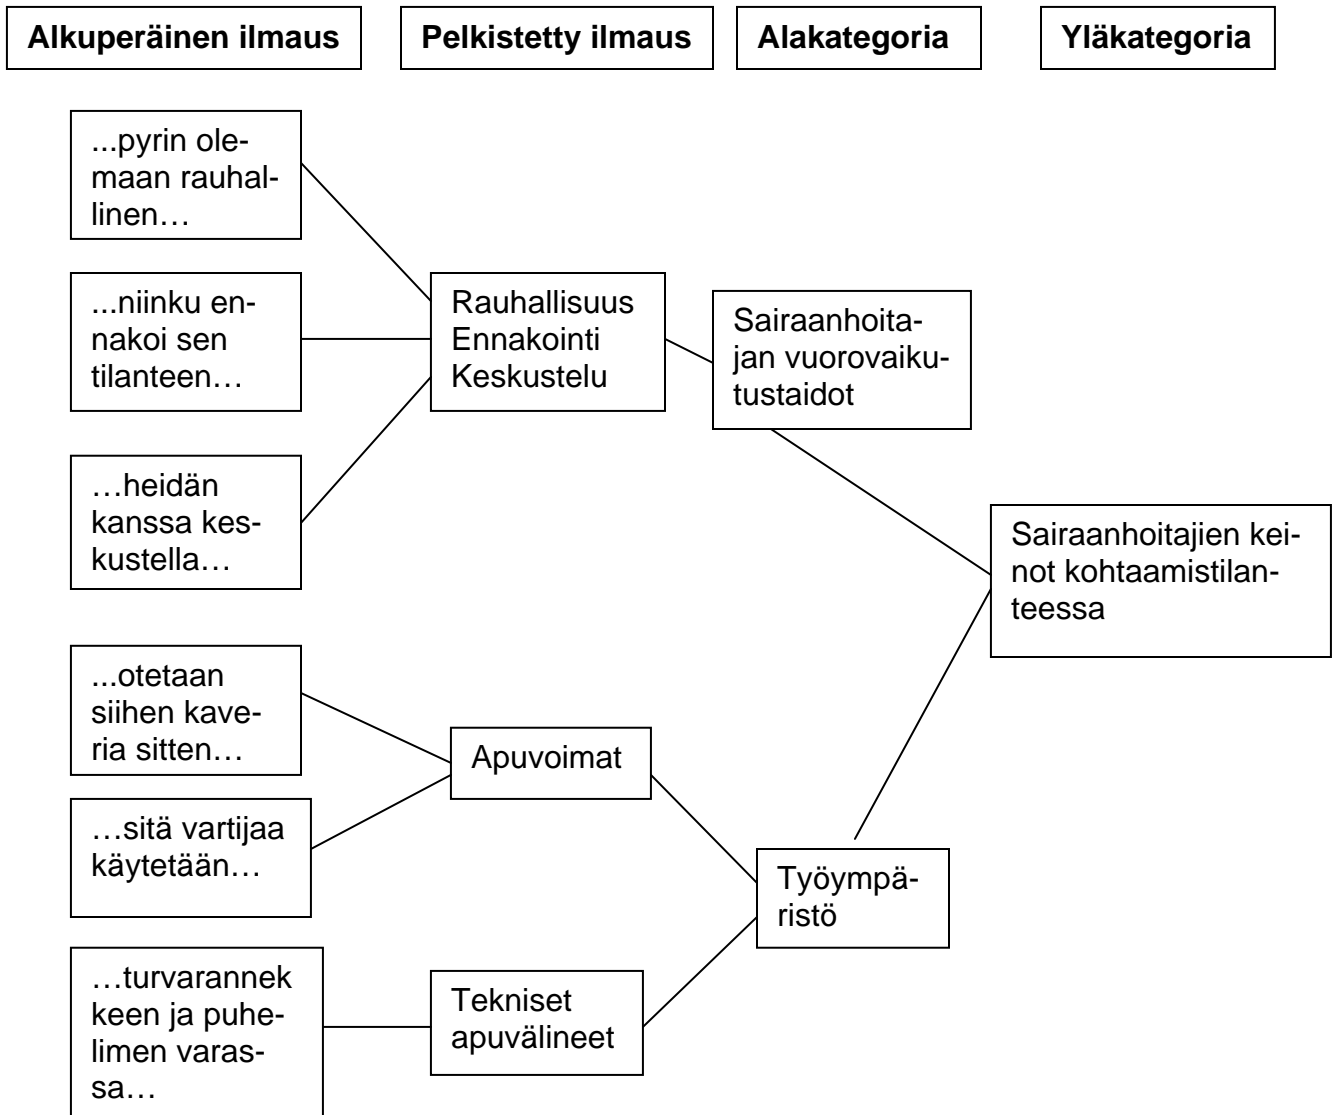 Alkuperäinen ilmaus
Pelkistetty ilmaus
Alakategoria
Yläkategoria
...pyrin ole-
maan rauhal-
linen…
...niinku en-
nakoi sen
tilanteen…
…heidän
kanssa kes-
kustella…
Rauhallisuus
Ennakointi
Keskustelu
Sairaanhoita-
jan vuorovaiku-
tustaidot
Sairaanhoitajien kei-
not kohtaamistilan-
teessa
...otetaan
siihen kave-
ria sitten…
…sitä vartijaa
käytetään…
Apuvoimat
Työympä-
ristö
…turvarannek
keen ja puhe-
limen varas-
sa…
Tekniset
apuvälineet